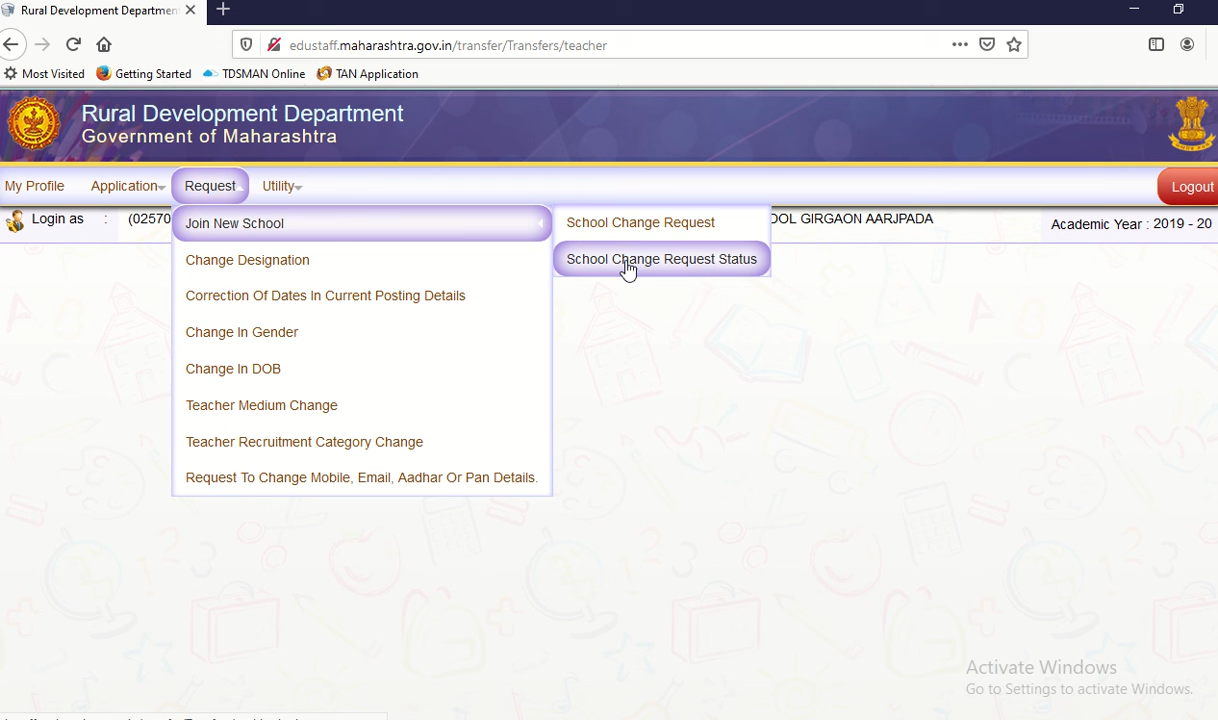 Rural Development Departmen
edustaff.maharashtra.gov.in/transfer/Transfers/teacher
Most Visited Getting Started TDSMAN Online TAN Application
Rural Development Department
Government of Maharashtra
My Profile Application Request Utility Logout
Login as : (02570 OOL GIRGAON AARJPADA Academic Year : 2019 - 20
Join New School School Change Request
Change Designation School Change Request Status
Correction Of Dates In Current Posting Details
Change In Gender
Change In DOB
Teacher Medium Change
Teacher Recruitment Category Change
Request To Change Mobile, Email, Aadhar Or Pan Details.
Activate Windows
Go to Settings to activate Windows.